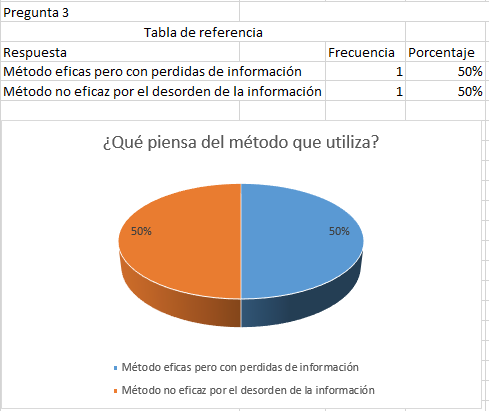 Pregunta 3
Tabla de referencia
Respuesta Frecuencia Porcentaje
Método eficas pero con perdidas de información 1 50%
Método no eficaz por el desorden de la información 1 50%
¿Qué piensa del método que utiliza?
50% 50%
Método eficas pero con perdidas de información
Método no eficaz por el desorden de la información